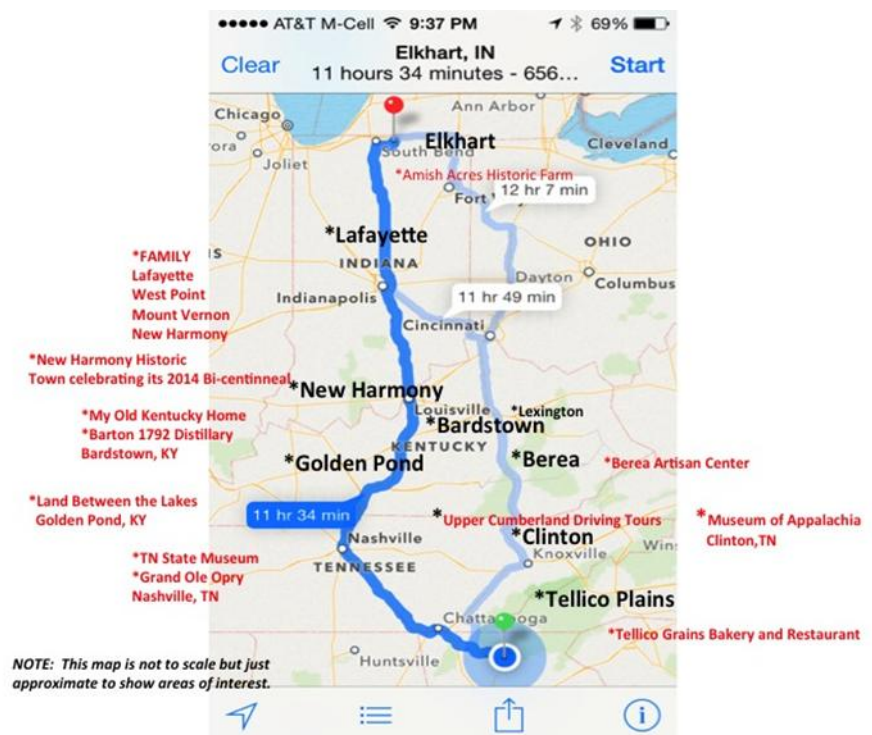 AT&T M-Cell 9:37 PM 69%
Clear
Elkhart, IN
11 hours 34 minutes - 656...
Start
Ann Arbor
Chicago
Elkhart
Cleveland
South Bend
Joliet
*Amish Acres Historic Farm
12 hr 7 min
Fort
*Lafayette
OHIO
INDIANA
*FAMILY
Lafayette
West Point
Mount Vernon
New Harmony
Dayton
Columbus
Indianapolis
11 hr 49 min
Cincinnati
*New Harmony Historic
Town celebrating its 2014 Bi-centinneal
*New Harmony
Louisville
*Lexington
*My Old Kentucky Home
*Barton 1792 Distillary
Bardstown, KY
*Bardstown
KENTUCKY
*Golden Pond
*Berea
*Berea Artisan Center
*Land Between the Lakes
Golden Pond, KY
11 hr 34 min
*Upper Cumberland Driving Tours
*Museum of Appalachia
Clinton,TN
Nashville
*Clinton
Knoxville
Wins
*TN State Museum
*Grand Ole Opry
Nashville, TN
TENNESSEE
*Tellico Plains
Chattanooga
*Tellico Grains Bakery and Restaurant
Huntsville
NOTE: This map is not to scale but just
approximate to show areas of interest.